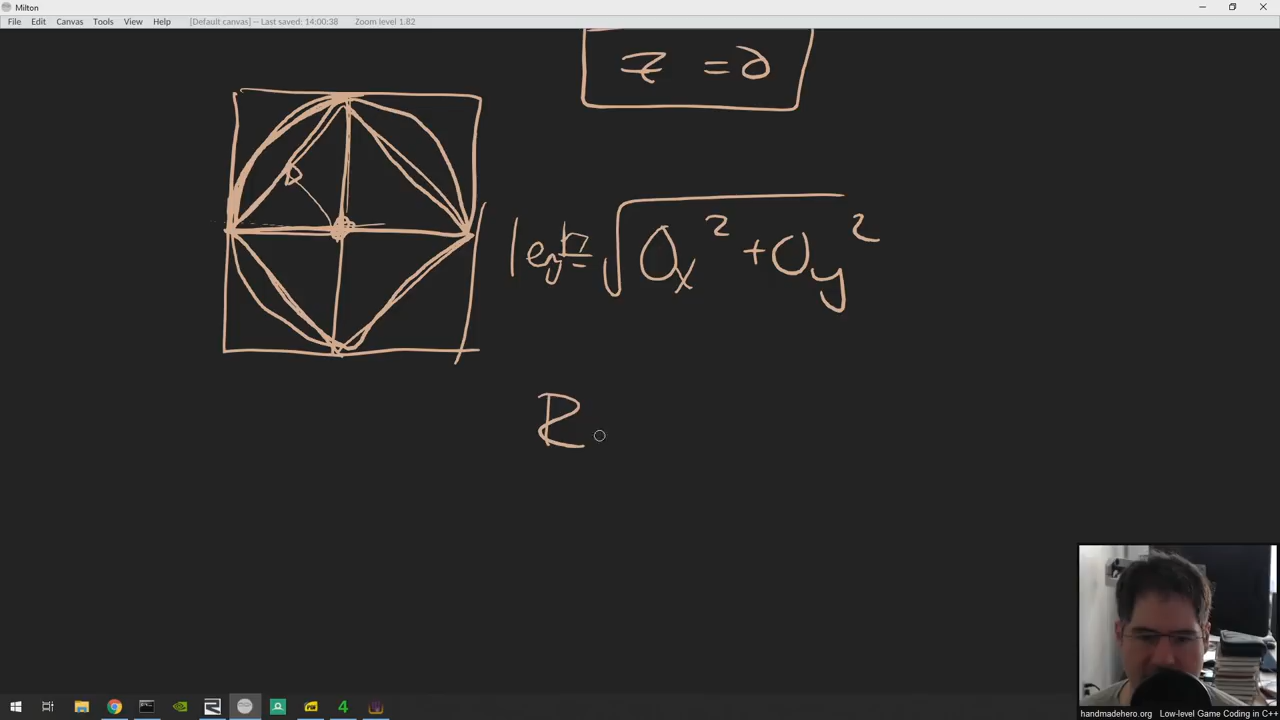 Milton
File Edit Canvas Tools View Help [Default canvas] -- Last saved: 14:00:38 Zoom level 1.82
z = 0
length = √Ox² + Oy²
R
handmadehero.org Low-level Game Coding in C++